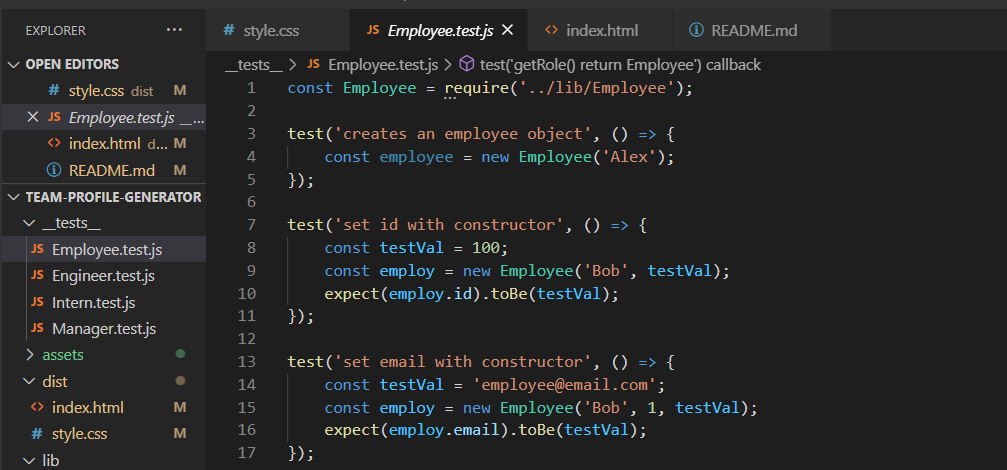 EXPLORER ...
OPEN EDITORS
# style.css dist M
JS Employee.test.js __...
<> index.html d... M
README.md M
TEAM-PROFILE-GENERATOR
__tests__
JS Employee.test.js
JS Engineer.test.js
JS Intern.test.js
JS Manager.test.js
assets
dist
<> index.html M
# style.css M
lib
# style.css JS Employee.test.js <> index.html README.md
__tests__ > JS Employee.test.js > test('getRole() return Employee') callback
1 const Employee = require('../lib/Employee');
2
3 test('creates an employee object', () => {
4 const employee = new Employee('Alex');
5 });
6
7 test('set id with constructor', () => {
8 const testVal = 100;
9 const employ = new Employee('Bob', testVal);
10 expect(employ.id).toBe(testVal);
11 });
12
13 test('set email with constructor', () => {
14 const testVal = 'employee@email.com';
15 const employ = new Employee('Bob', 1, testVal);
16 expect(employ.email).toBe(testVal);
17 });